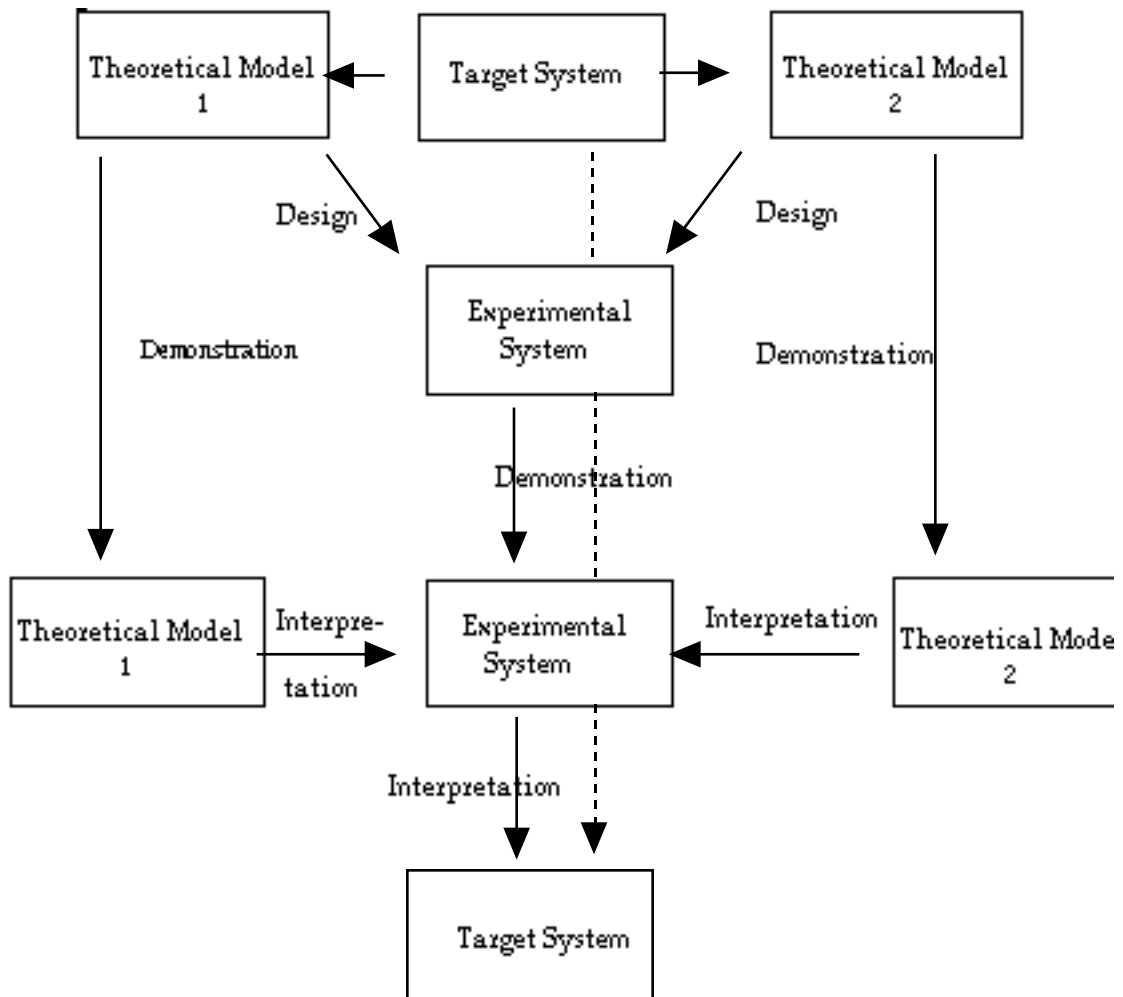 Theoretical Model
1
Target System
Theoretical Model
2
Design
Design
Experimental
System
Demonstration
Demonstration
Demonstration
Theoretical Model
1
Interpre-
tation
Experimental
System
Interpretation
Theoretical Mode
2
Interpretation
Target System